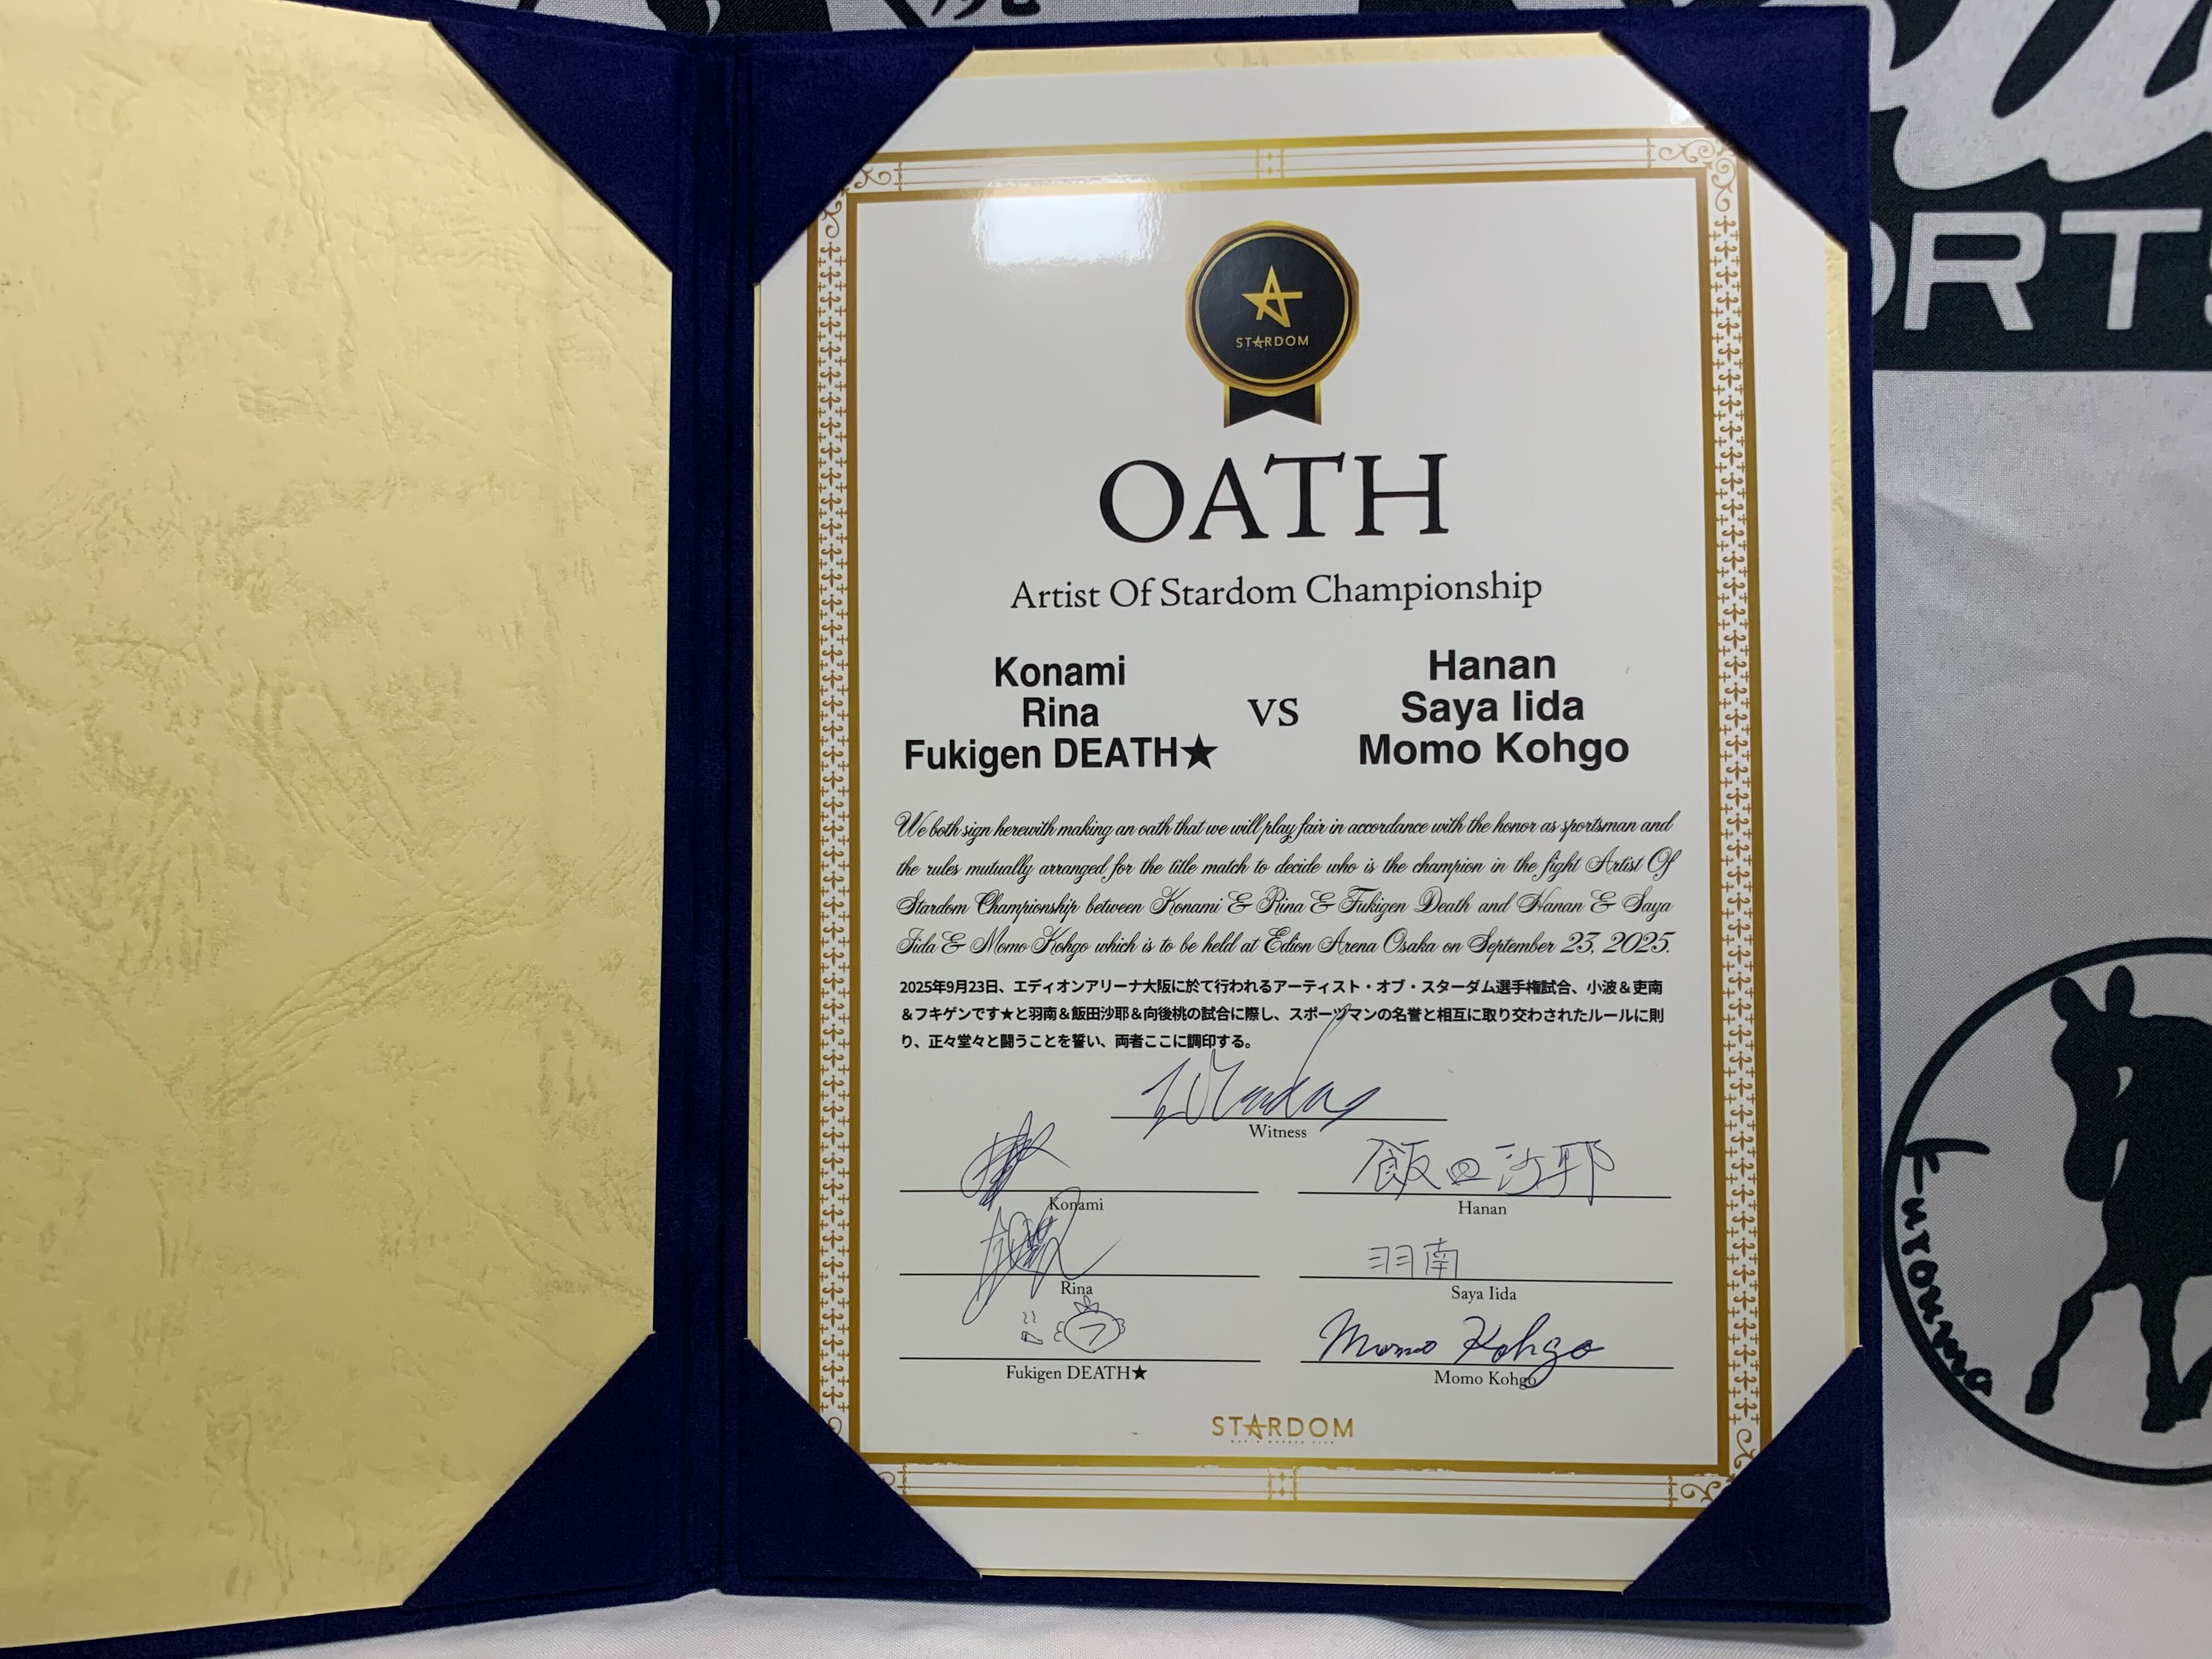 STARDOM
OATH
Artist Of Stardom Championship
Konami
Rina
Fukigen DEATH★
VS
Hanan
Saya Iida
Momo Kohgo
We both sign herewith making an oath that we will play fair in accordance with the honor as sportsman and
the rules mutually arranged for the title match to decide who is the champion in the fight Artist Of
Stardom Championship between Konami & Rina & Fukigen Death and Hanan & Saya
Iida & Momo Kohgo which is to be held at Edion Arena Osaka on September 23, 2025.
2025年9月23日、エディオンアリーナ大阪に於て行われるアーティスト・オブ・スターダム選手権試合、小波＆吏南
＆フキゲンです★と羽南＆飯田沙耶＆向後桃の試合に際し、スポーツマンの名誉と相互に取り交わされたルールに則
り、正々堂々と闘うことを誓い、両者ここに調印する。
Witness
Konami
飯田沙耶
Hanan
Rina
羽南
Saya Iida
Fukigen DEATH★
Momo Kohgo
Momo Kohgo
STARDOM
ORTS
Kurouma